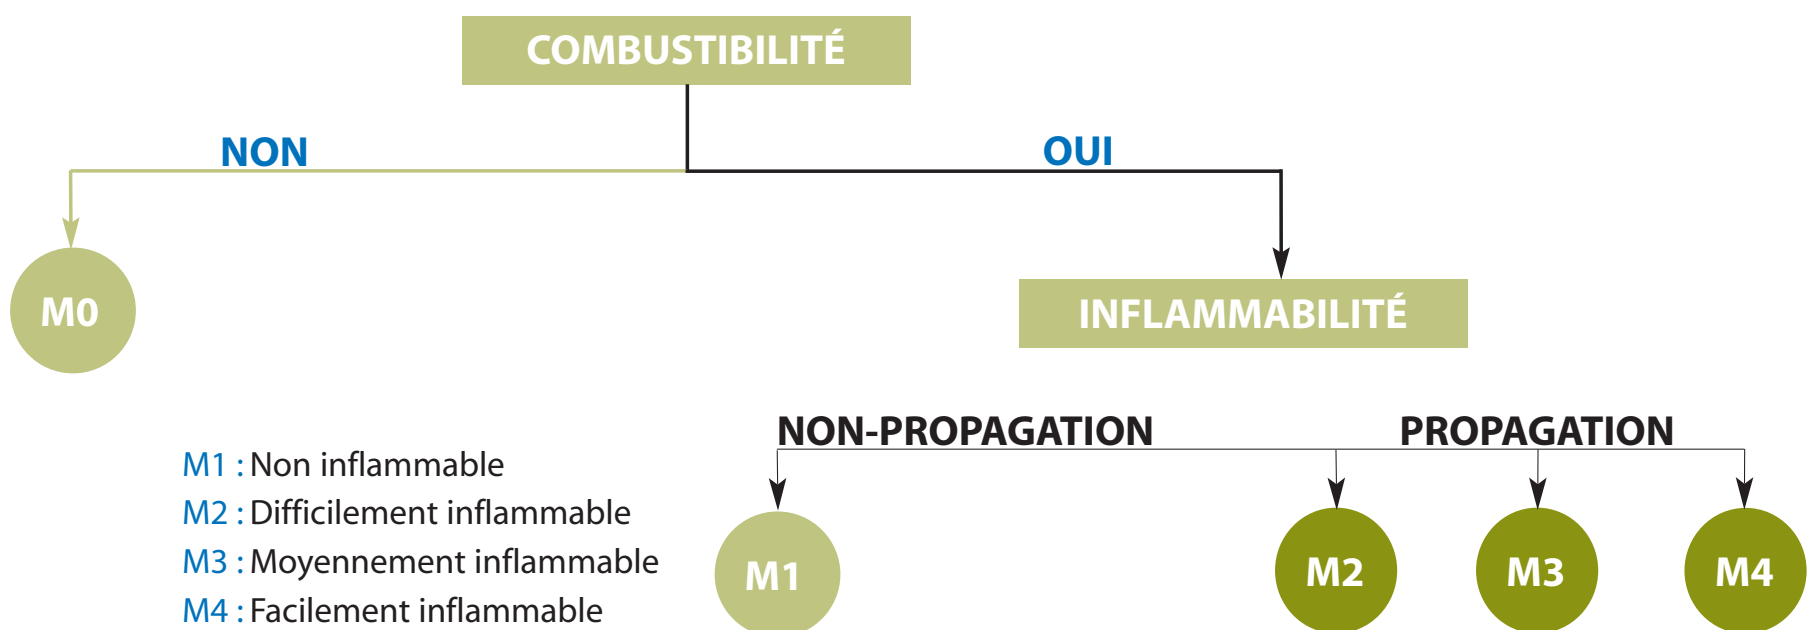 COMBUSTIBILITÉ
NON
OUI
M0
INFLAMMABILITÉ
NON-PROPAGATION
PROPAGATION
M1 : Non inflammable
M2 : Difficilement inflammable
M3 : Moyennement inflammable
M4 : Facilement inflammable
M1
M2
M3
M4